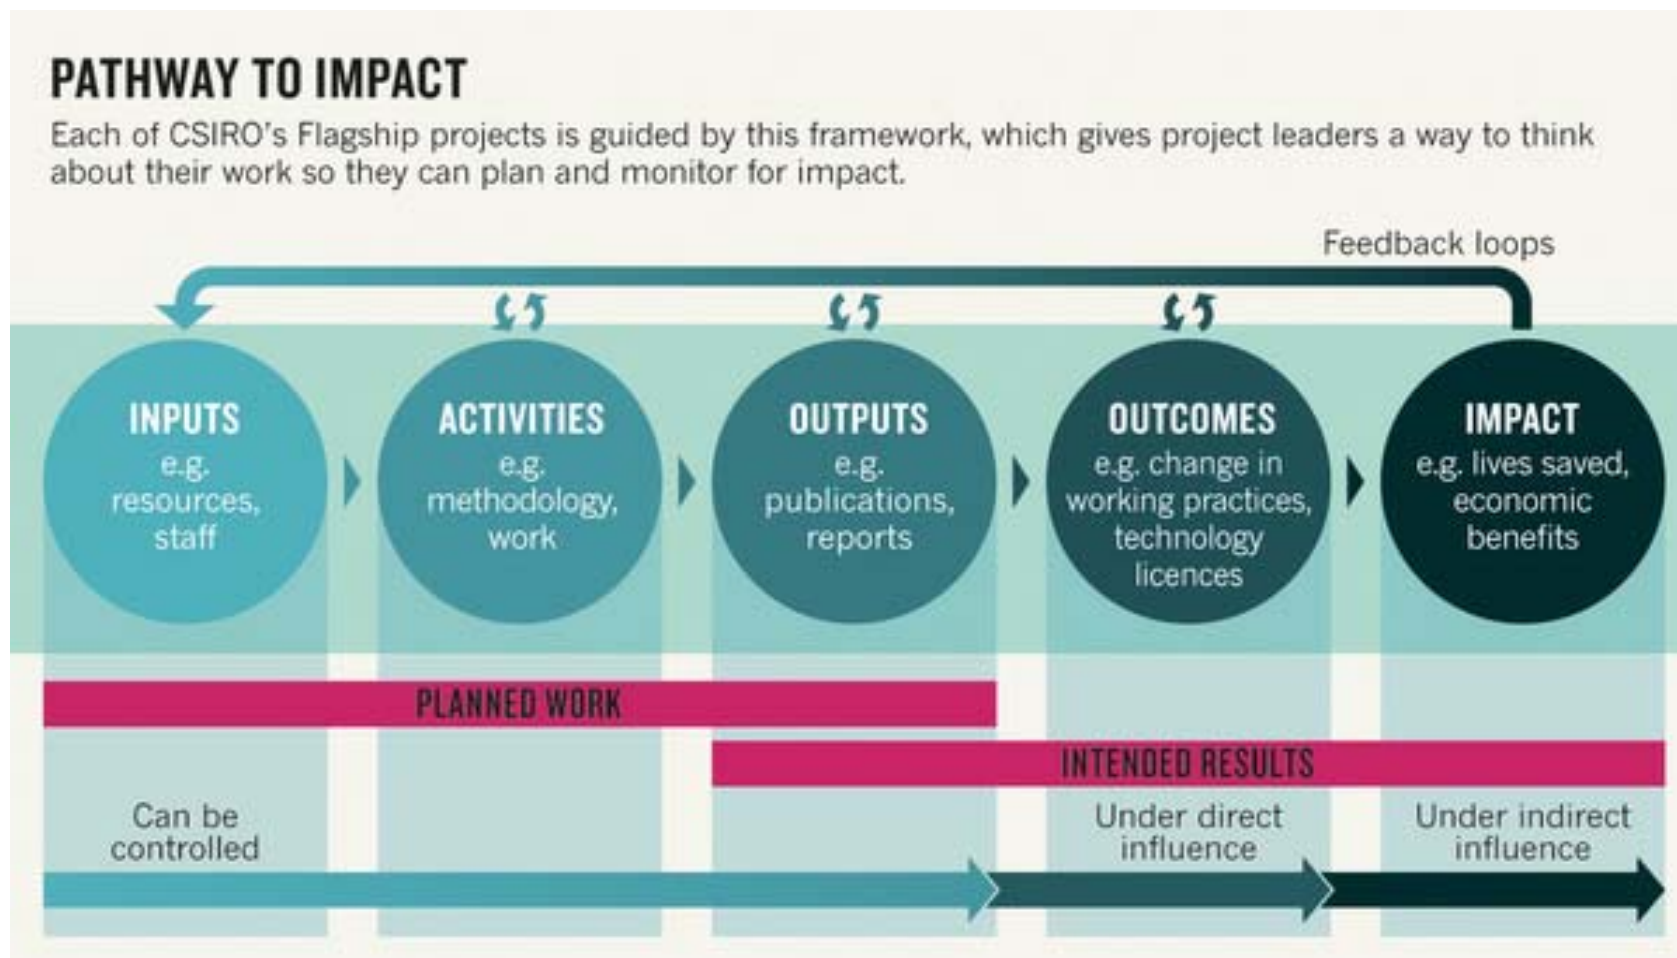 PATHWAY TO IMPACT
Each of CSIRO's Flagship projects is guided by this framework, which gives project leaders a way to think
about their work so they can plan and monitor for impact.
Feedback loops
INPUTS
e.g.
resources,
staff
ACTIVITIES
e.g.
methodology,
work
OUTPUTS
e.g.
publications,
reports
OUTCOMES
e.g. change in
working practices,
technology
licences
IMPACT
e.g. lives saved,
economic
benefits
PLANNED WORK
INTENDED RESULTS
Can be
controlled
Under direct
influence
Under indirect
influence